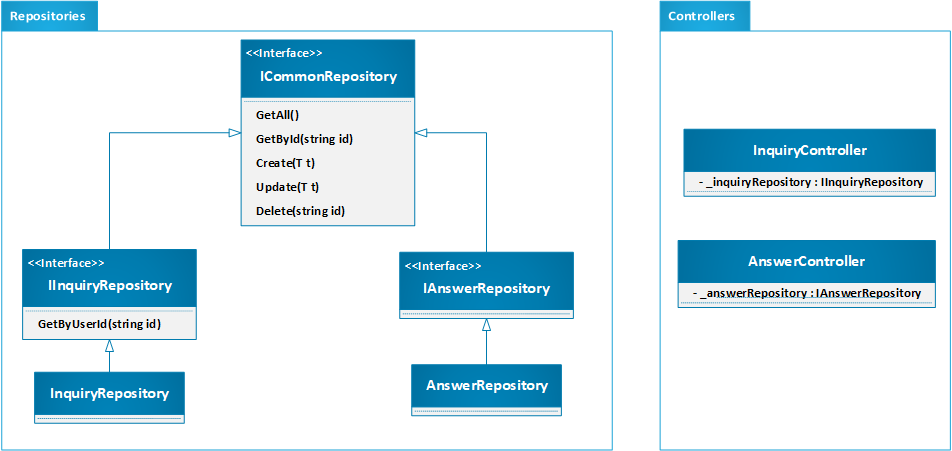 Repositories
<<Interface>>
ICommonRepository
GetAll()
GetById(string id)
Create(T t)
Update(T t)
Delete(string id)
<<Interface>>
IInquiryRepository
GetByUserId(string id)
InquiryRepository
<<Interface>>
IAnswerRepository
AnswerRepository
Controllers
InquiryController
- _inquiryRepository : IInquiryRepository
AnswerController
- _answerRepository : IAnswerRepository